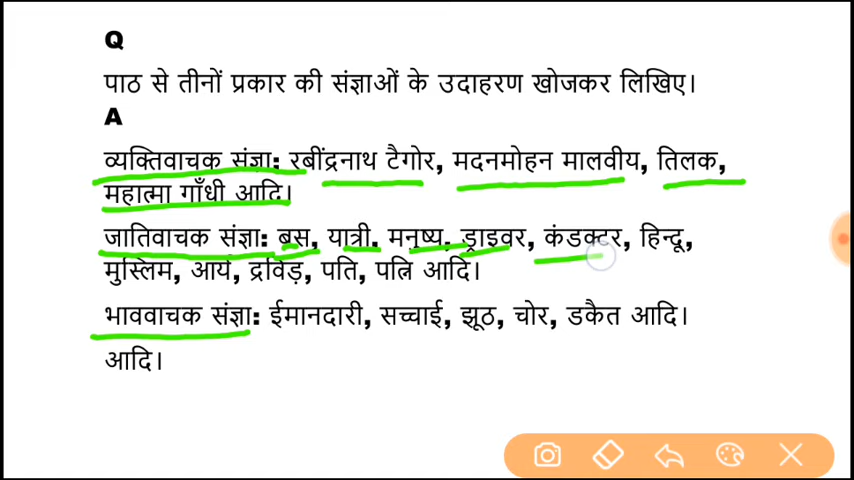 Q
पाठ से तीनों प्रकार की संज्ञाओं के उदाहरण खोजकर लिखिए।
A
व्यक्तिवाचक संज्ञा: रबींद्रनाथ टैगोर, मदनमोहन मालवीय, तिलक,
महात्मा गाँधी आदि।
जातिवाचक संज्ञा: बस, यात्री, मनुष्य, ड्राइवर, कंडक्टर, हिन्दू,
मुस्लिम, आर्य, द्रविड़, पति, पत्नि आदि।
भाववाचक संज्ञा: ईमानदारी, सच्चाई, झूठ, चोर, डकैत आदि।
आदि।